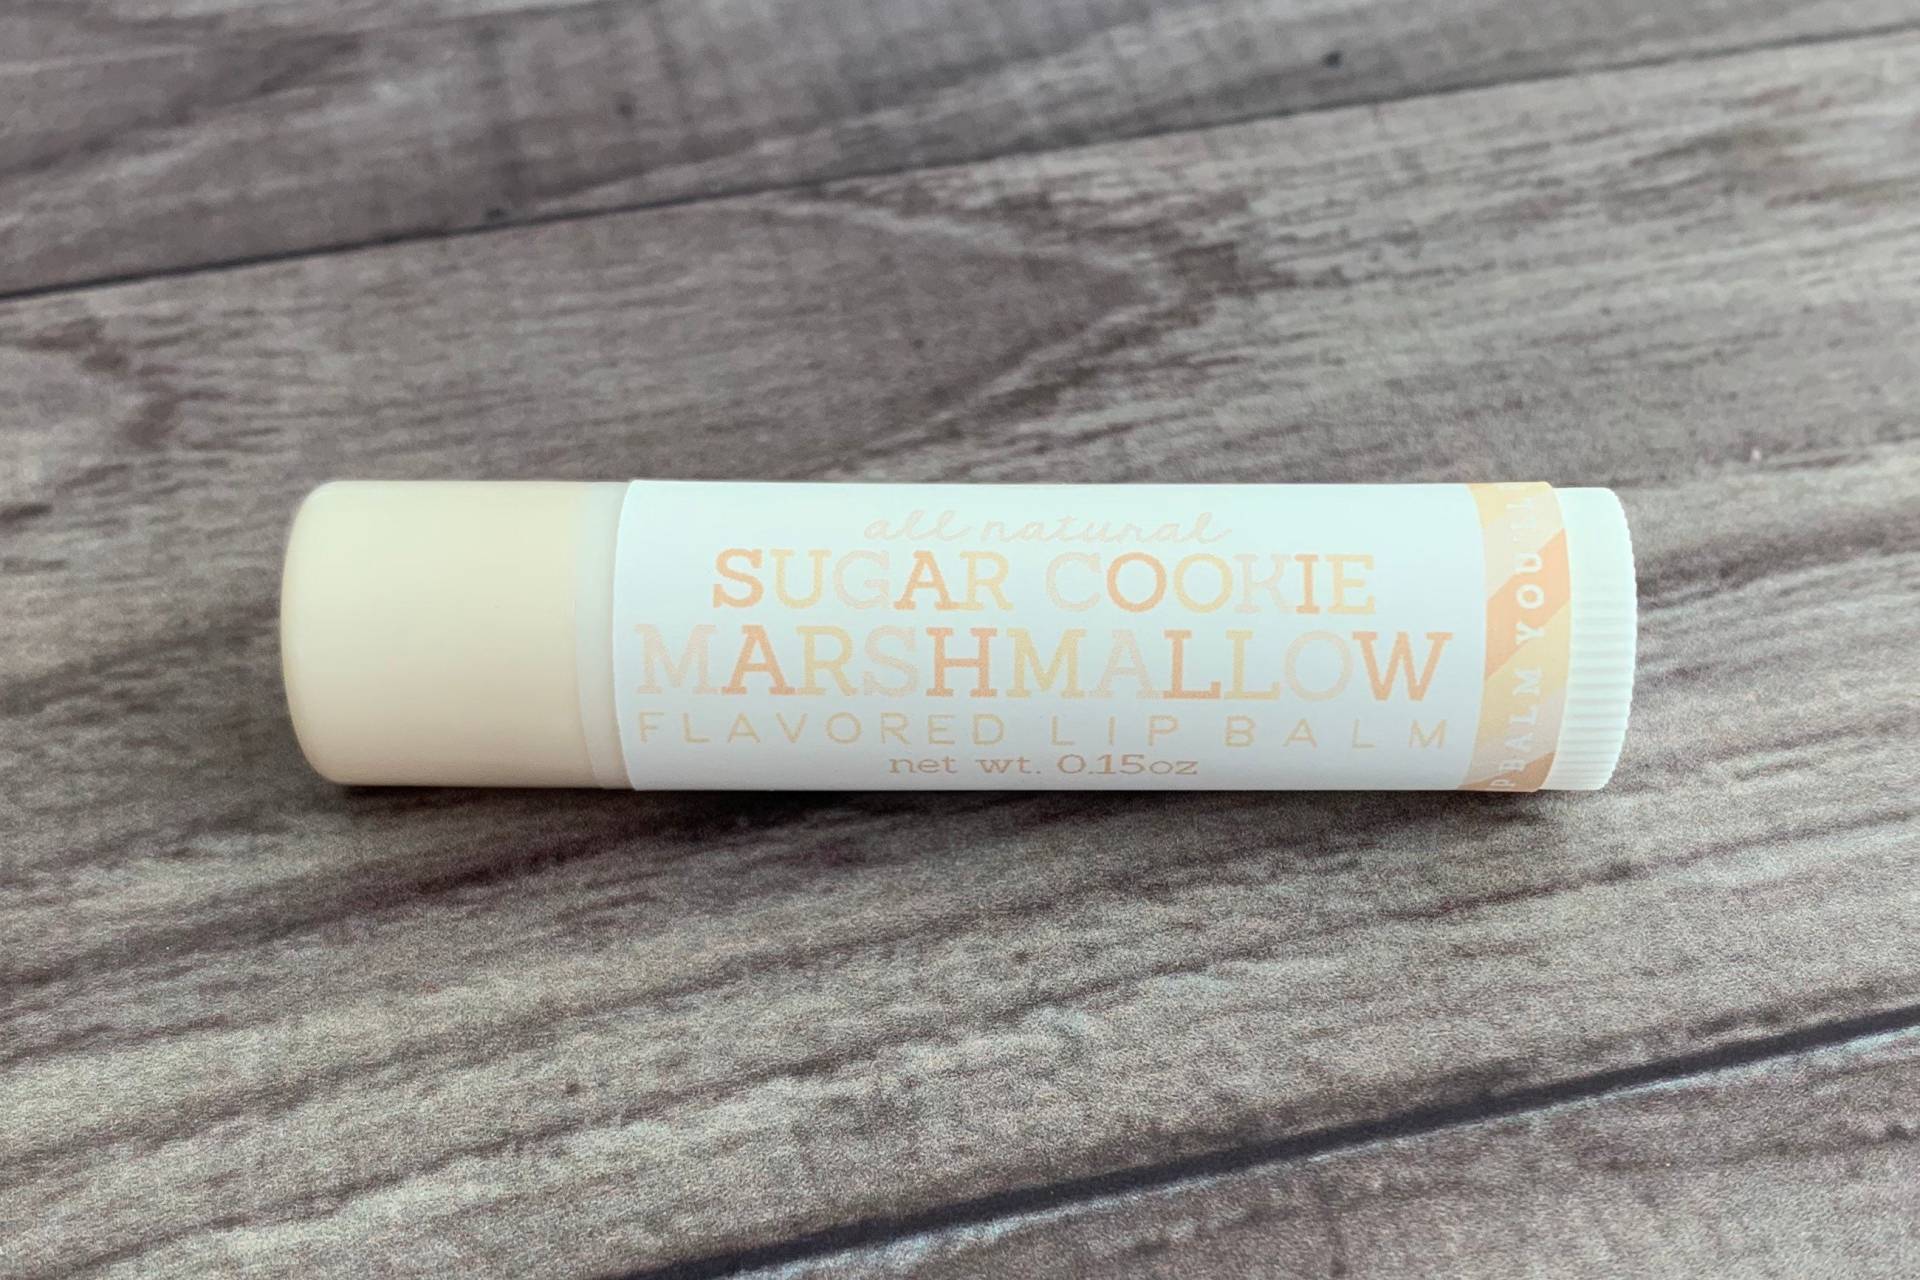 all natural
SUGAR COOKIE
MARSHMALLOW
FLAVORED LIP BALM
net wt. 0.15oz
BALM YOU'LL